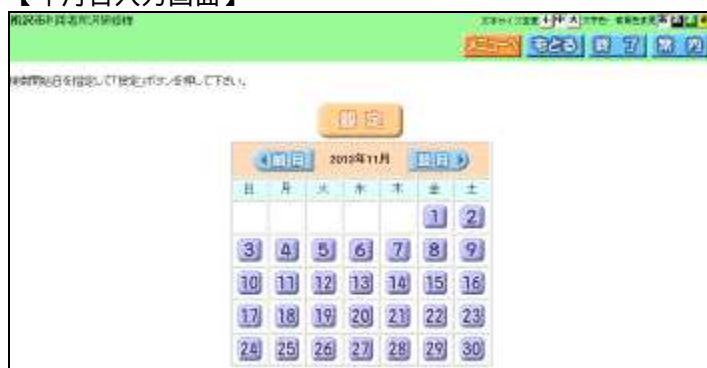 【年月日入力画面】
メニューへ もどる 終了 案内
検索開始日を指定して「設定」ボタンを押して下さい。
設定
前月 2013年11月 翌月
日 月 火 水 木 金 土
1 2
3 4 5 6 7 8 9
10 11 12 13 14 15 16
17 18 19 20 21 22 23
24 25 26 27 28 29 30